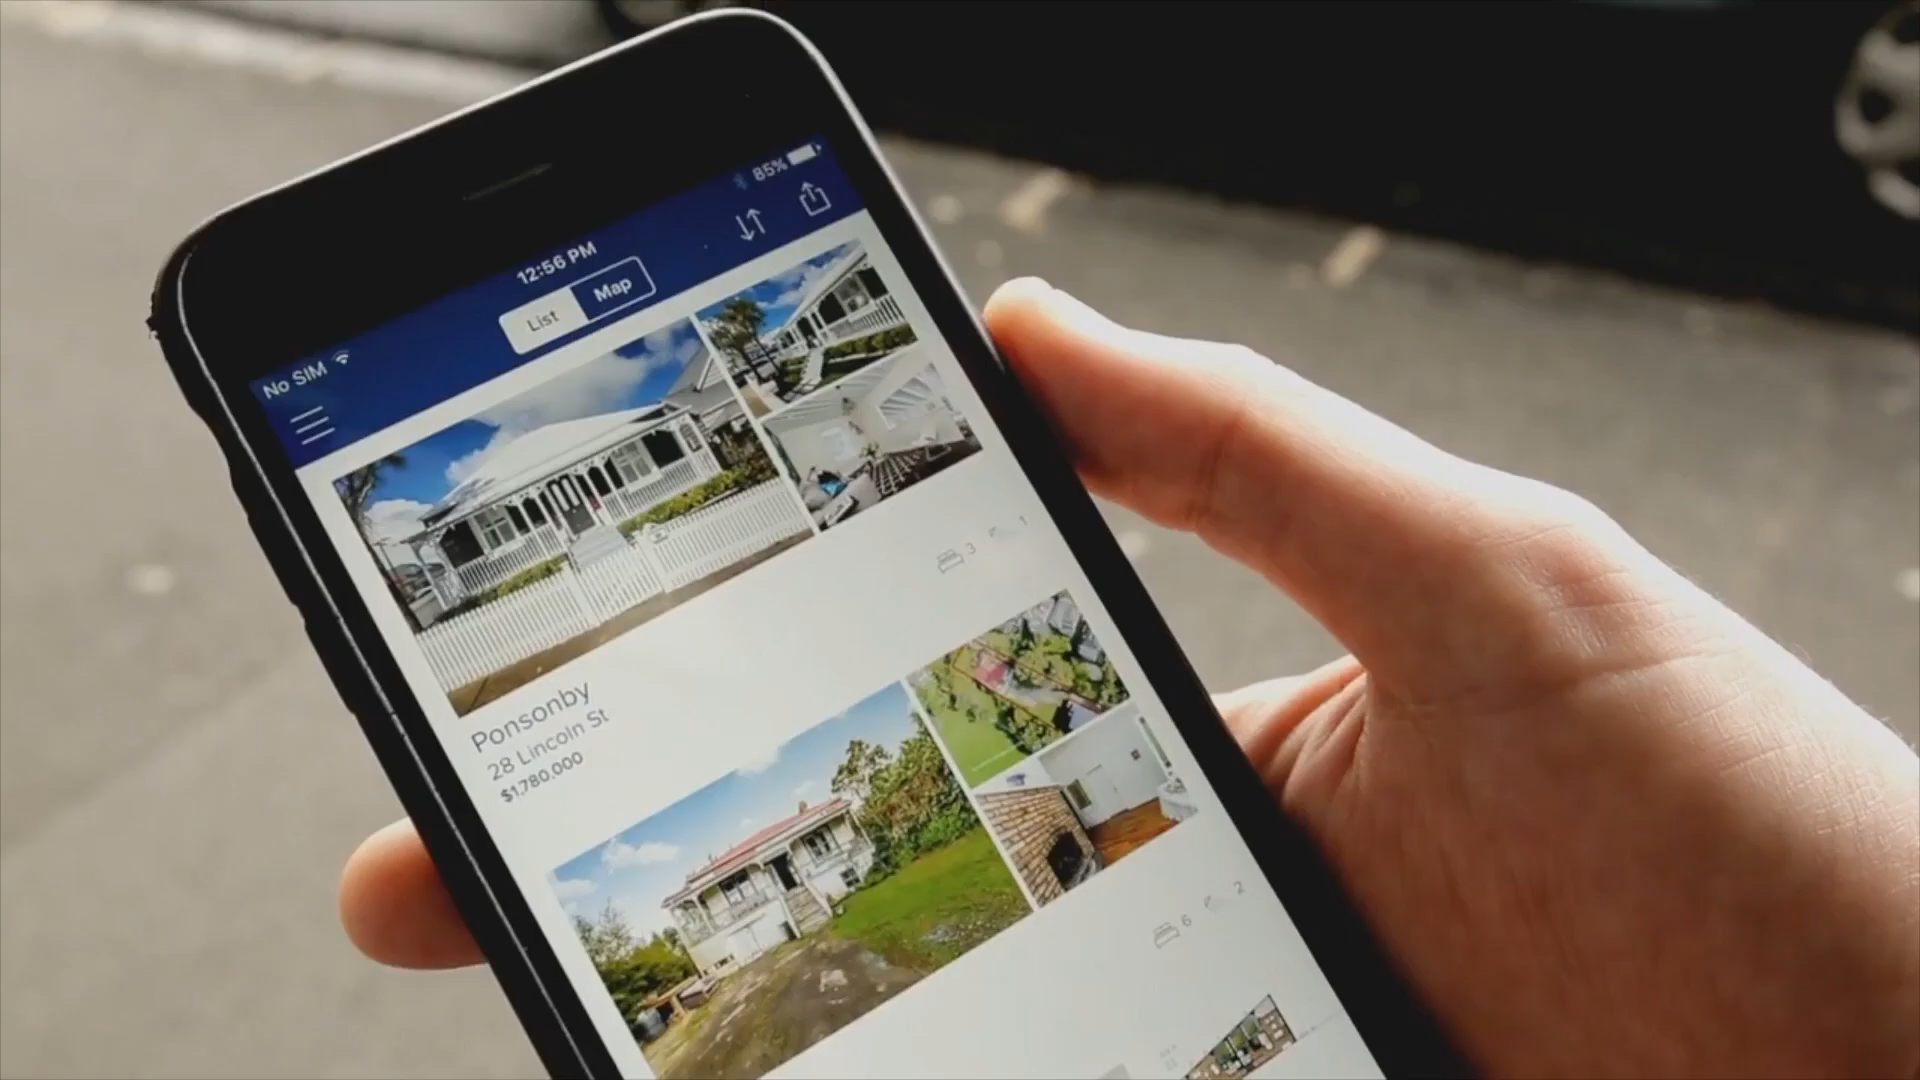 No SIM
12:56 PM
85%
List
Map
3
1
Ponsonby
28 Lincoln St
$1,780,000
6
2